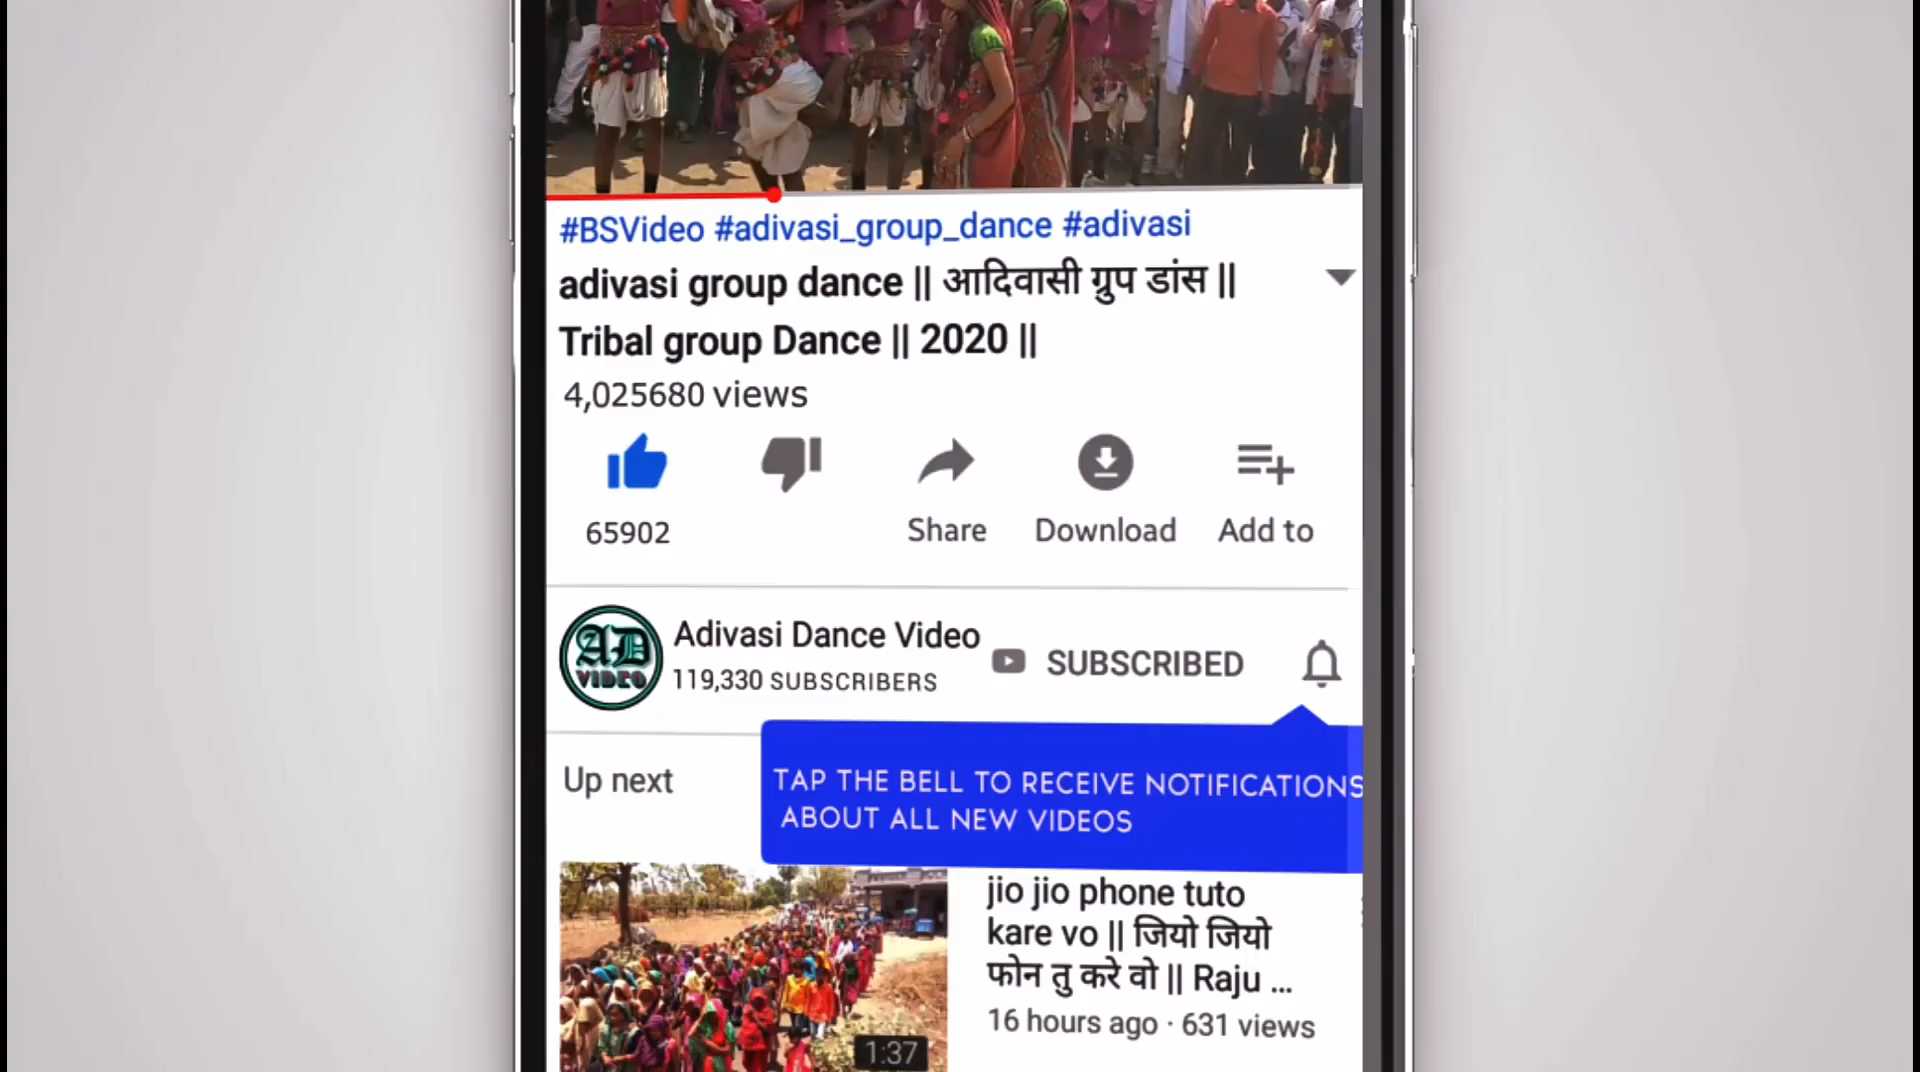 #BSVideo #adivasi_group_dance #adivasi
adivasi group dance || आदिवासी ग्रुप डांस ||
Tribal group Dance || 2020 ||
4,025680 views
65902
Share
Download
Add to
AD
VIDEO
Adivasi Dance Video
119,330 SUBSCRIBERS
SUBSCRIBED
TAP THE BELL TO RECEIVE NOTIFICATIONS
ABOUT ALL NEW VIDEOS
Up next
1:37
jio jio phone tuto
kare vo || जियो जियो
फोन तु करे वो || Raju ...
16 hours ago · 631 views